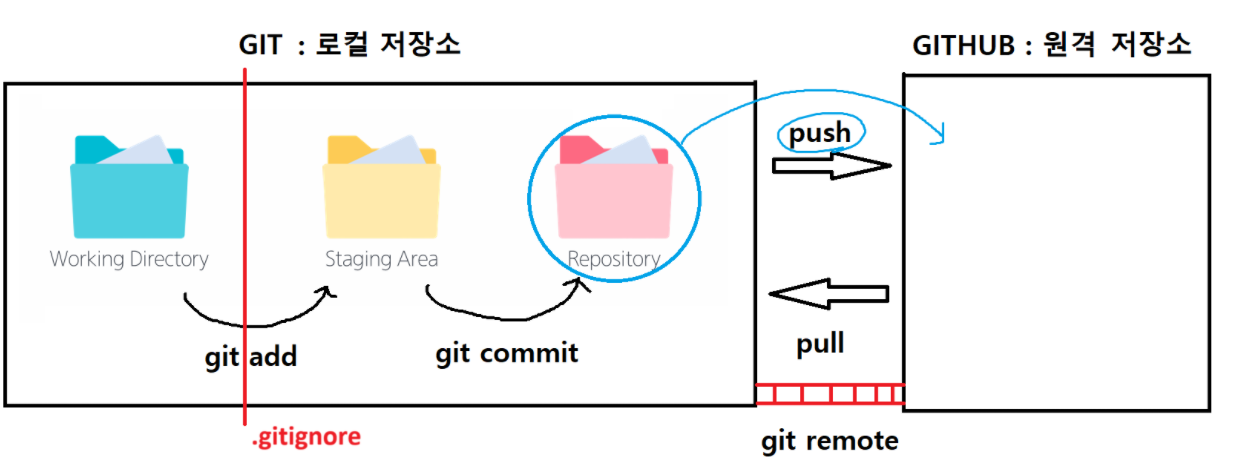 GIT : 로컬 저장소
GITHUB : 원격 저장소
push
Working Directory
Staging Area
Repository
git add
git commit
pull
.gitignore
git remote